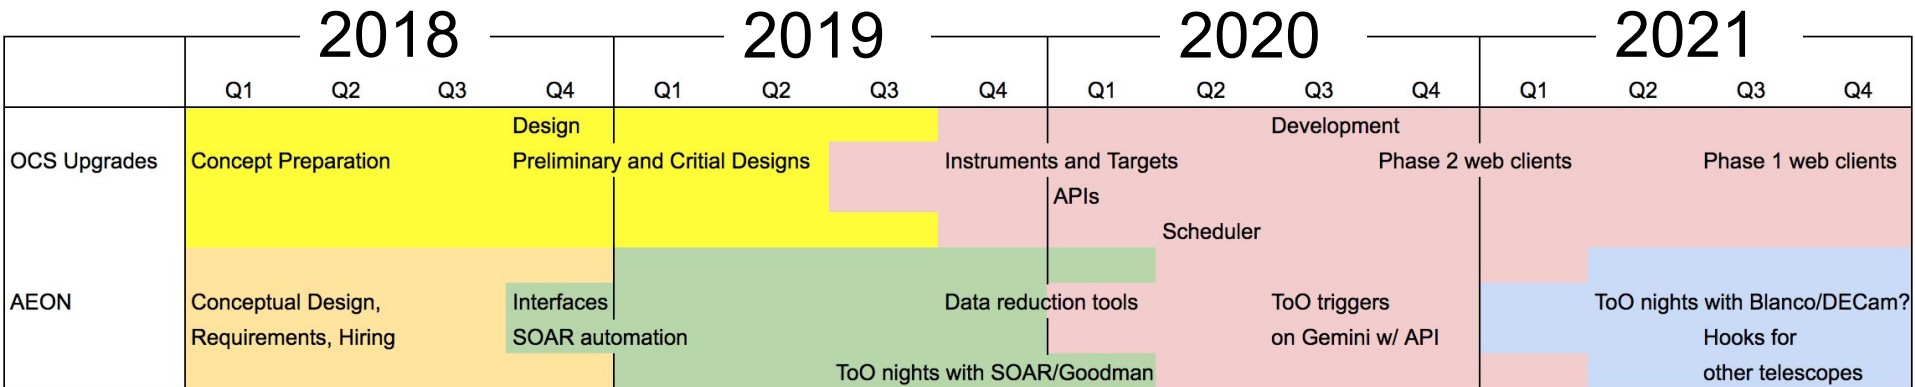 2018 2019 2020 2021
Q1 Q2 Q3 Q4 Q1 Q2 Q3 Q4 Q1 Q2 Q3 Q4 Q1 Q2 Q3 Q4
Design Development
OCS Upgrades Concept Preparation Preliminary and Critial Designs Instruments and Targets Phase 2 web clients Phase 1 web clients
APIs
Scheduler
AEON Conceptual Design, Interfaces Data reduction tools ToO triggers ToO nights with Blanco/DECam?
Requirements, Hiring SOAR automation on Gemini w/ API Hooks for
ToO nights with SOAR/Goodman other telescopes